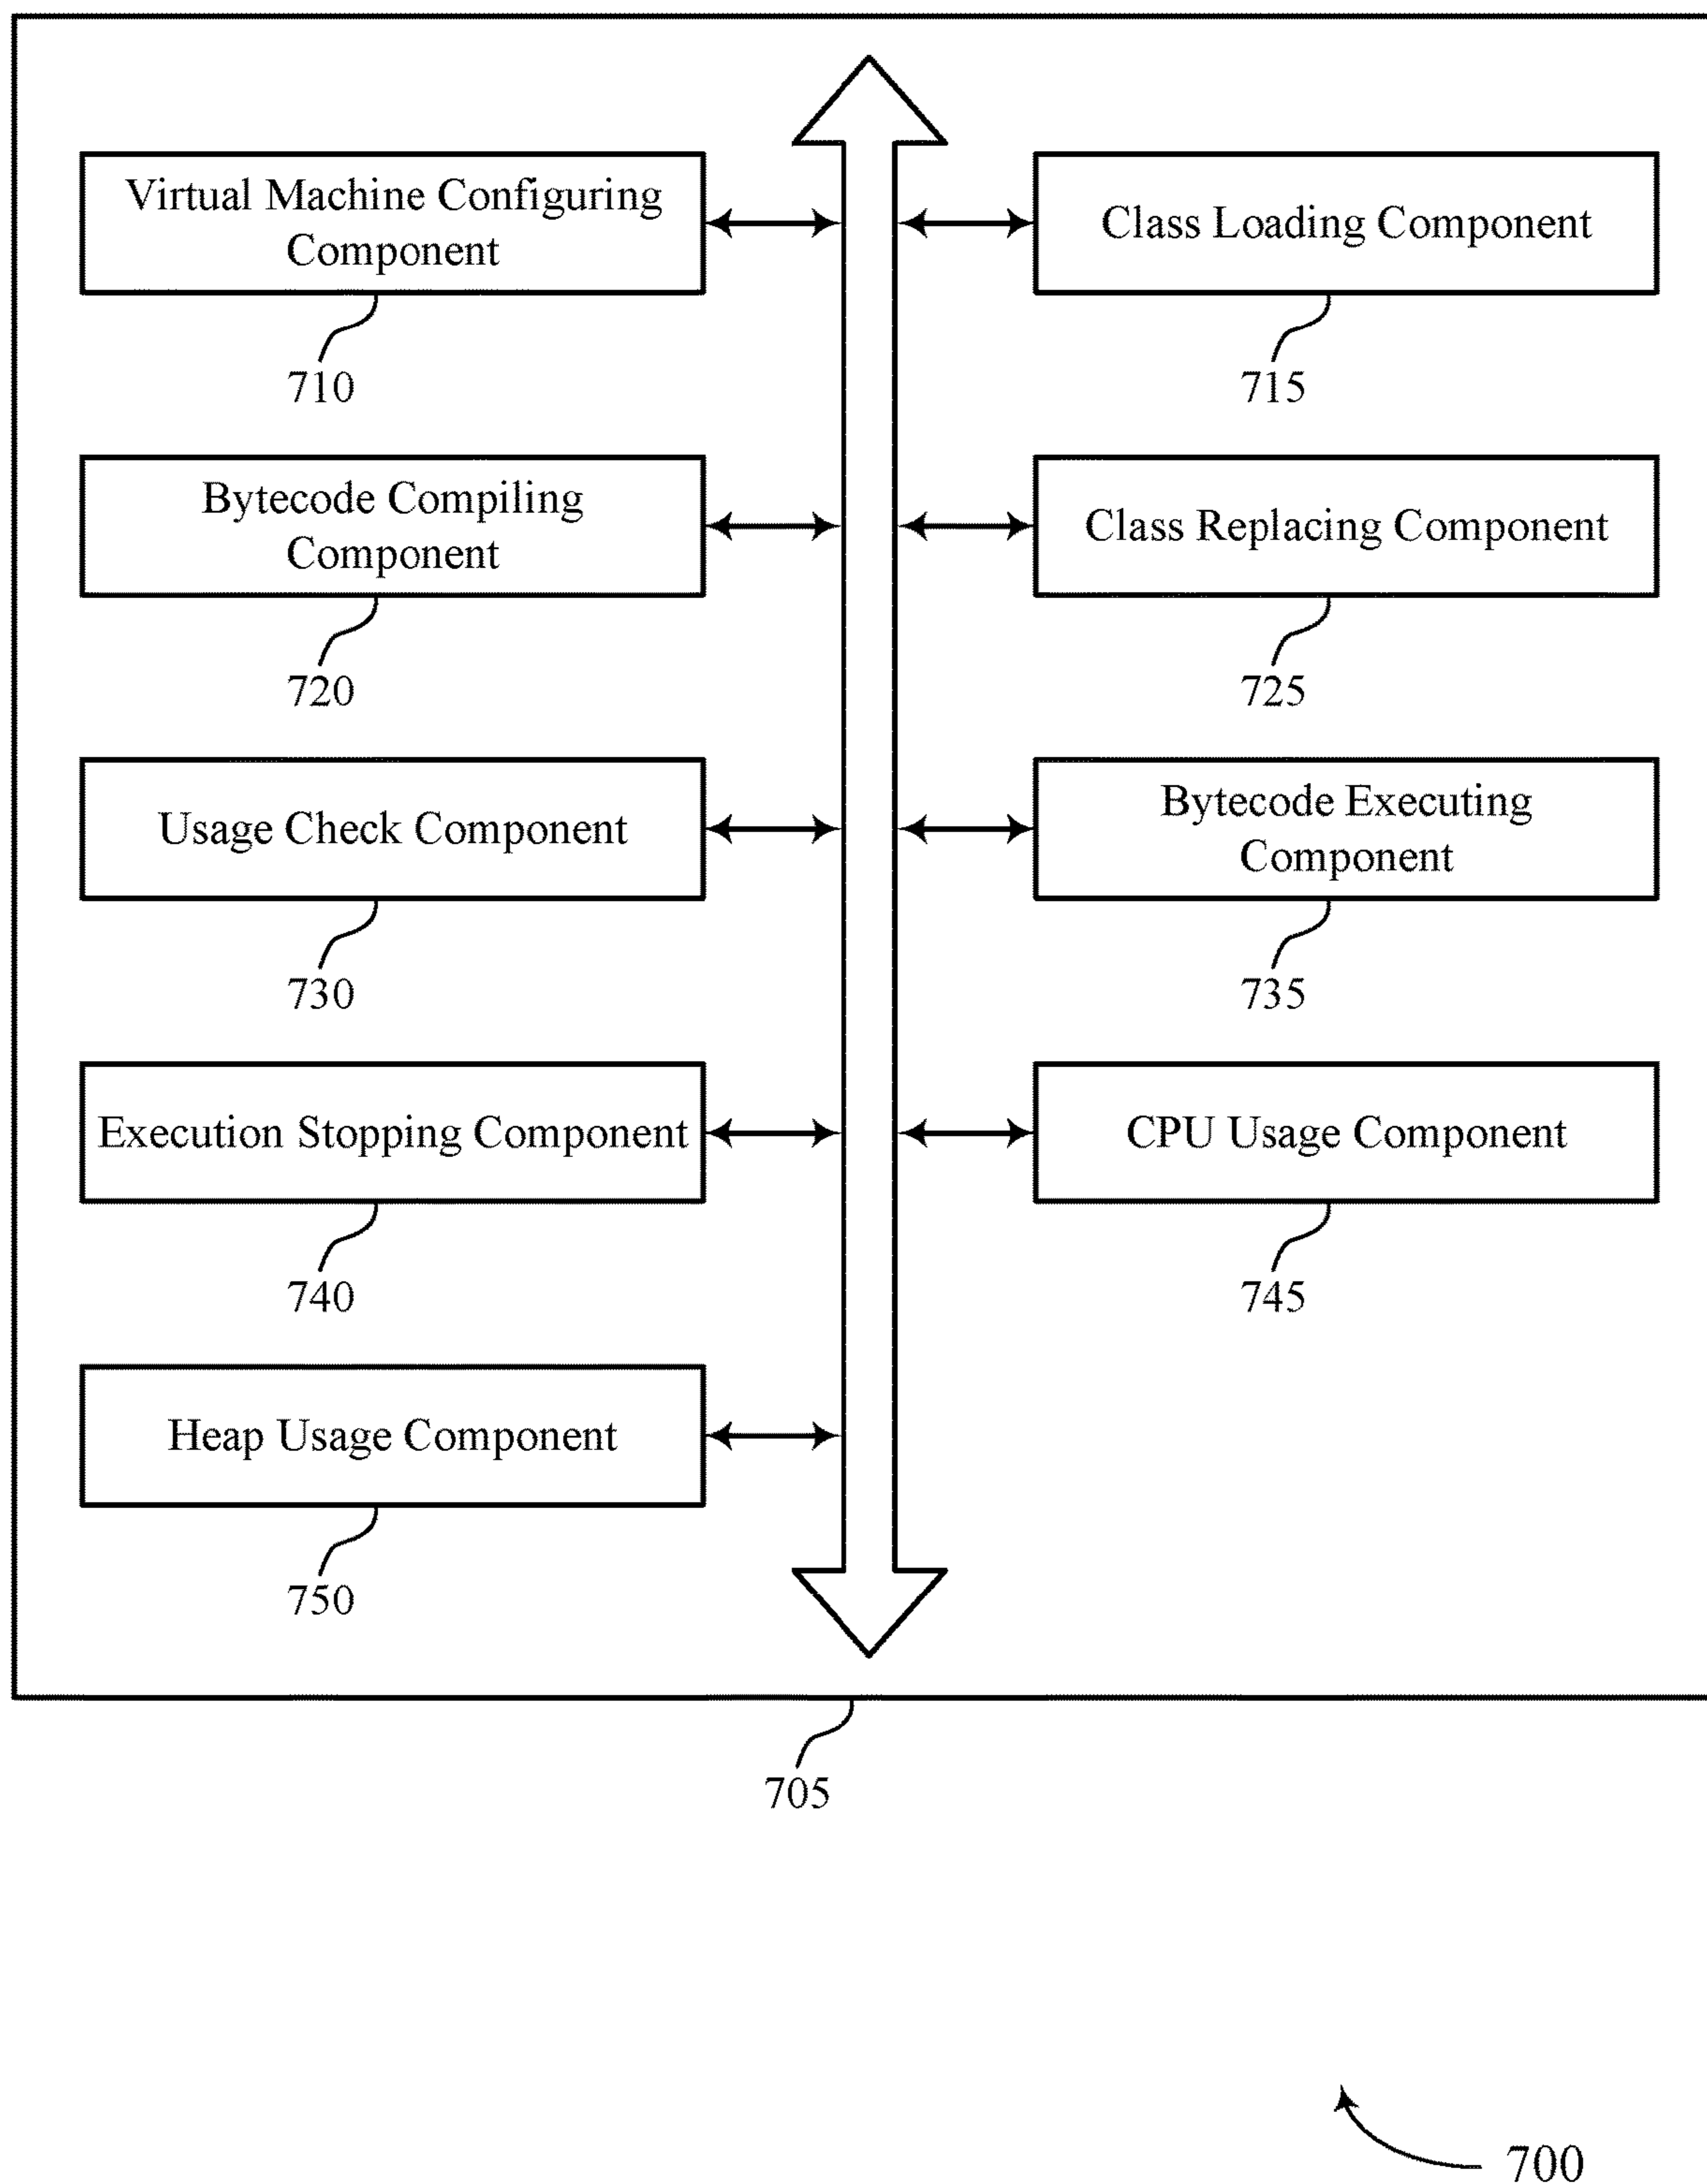 Virtual Machine Configuring
Component
710
Class Loading Component
715
Bytecode Compiling
Component
720
Class Replacing Component
725
Usage Check Component
730
Bytecode Executing
Component
735
Execution Stopping Component
740
CPU Usage Component
745
Heap Usage Component
750
705
700